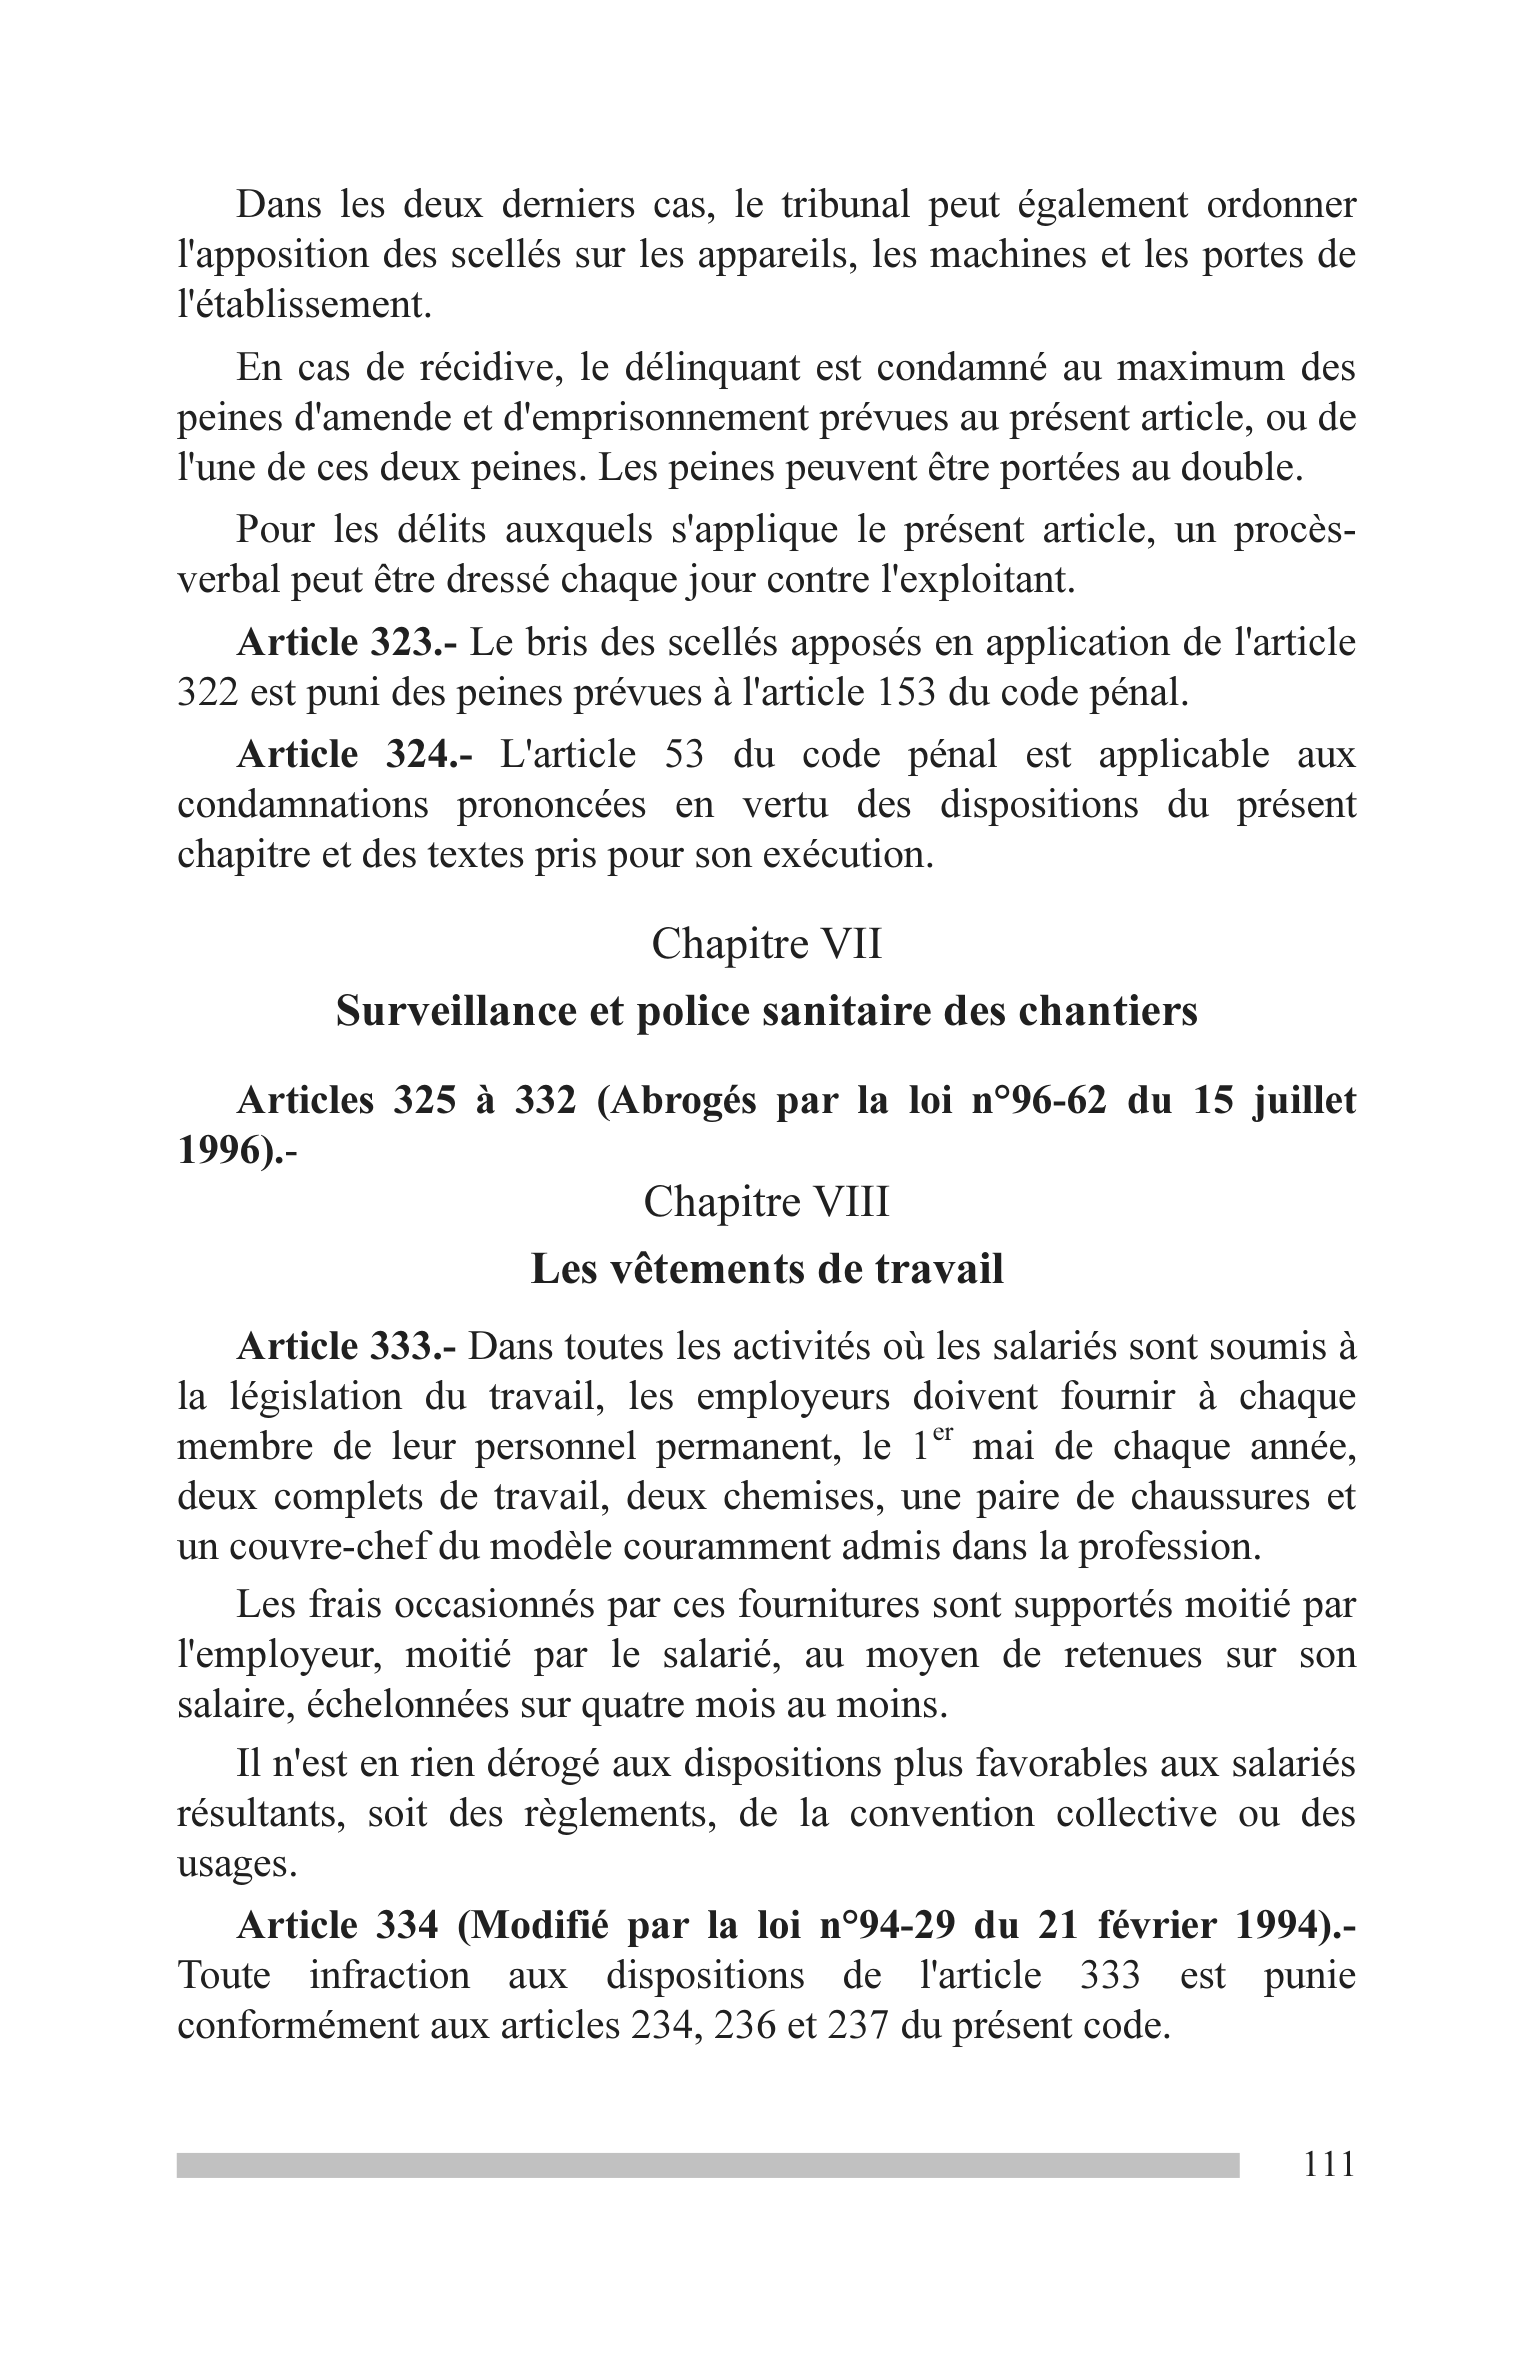 Dans les deux derniers cas, le tribunal peut également ordonner
l'apposition des scellés sur les appareils, les machines et les portes de
l'établissement.
En cas de récidive, le délinquant est condamné au maximum des
peines d'amende et d'emprisonnement prévues au présent article, ou de
l'une de ces deux peines. Les peines peuvent être portées au double.
Pour les délits auxquels s'applique le présent article, un procès-
verbal peut être dressé chaque jour contre l'exploitant.
Article 323.- Le bris des scellés apposés en application de l'article
322 est puni des peines prévues à l'article 153 du code pénal.
Article 324.- L'article 53 du code pénal est applicable aux
condamnations prononcées en vertu des dispositions du présent
chapitre et des textes pris pour son exécution.
Chapitre VII
Surveillance et police sanitaire des chantiers
Articles 325 à 332 (Abrogés par la loi n°96-62 du 15 juillet
1996).-
Chapitre VIII
Les vêtements de travail
Article 333.- Dans toutes les activités où les salariés sont soumis à
la législation du travail, les employeurs doivent fournir à chaque
membre de leur personnel permanent, le 1er mai de chaque année,
deux complets de travail, deux chemises, une paire de chaussures et
un couvre-chef du modèle couramment admis dans la profession.
Les frais occasionnés par ces fournitures sont supportés moitié par
l'employeur, moitié par le salarié, au moyen de retenues sur son
salaire, échelonnées sur quatre mois au moins.
Il n'est en rien dérogé aux dispositions plus favorables aux salariés
résultants, soit des règlements, de la convention collective ou des
usages.
Article 334 (Modifié par la loi n°94-29 du 21 février 1994).-
Toute infraction aux dispositions de l'article 333 est punie
conformément aux articles 234, 236 et 237 du présent code.
111